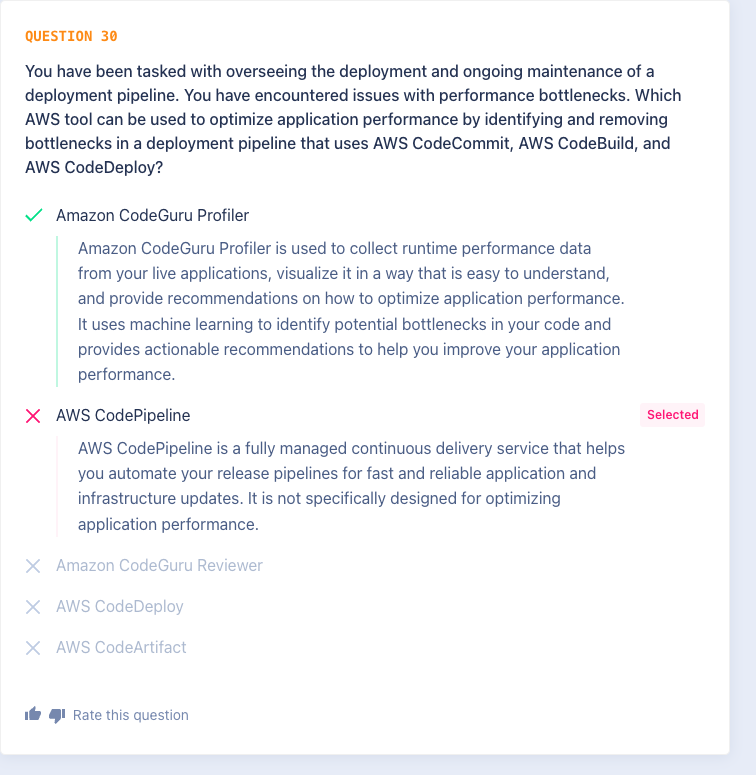 QUESTION 30
You have been tasked with overseeing the deployment and ongoing maintenance of a
deployment pipeline. You have encountered issues with performance bottlenecks. Which
AWS tool can be used to optimize application performance by identifying and removing
bottlenecks in a deployment pipeline that uses AWS CodeCommit, AWS CodeBuild, and
AWS CodeDeploy?
Amazon CodeGuru Profiler
Amazon CodeGuru Profiler is used to collect runtime performance data
from your live applications, visualize it in a way that is easy to understand,
and provide recommendations on how to optimize application performance.
It uses machine learning to identify potential bottlenecks in your code and
provides actionable recommendations to help you improve your application
performance.
AWS CodePipeline
Selected
AWS CodePipeline is a fully managed continuous delivery service that helps
you automate your release pipelines for fast and reliable application and
infrastructure updates. It is not specifically designed for optimizing
application performance.
Amazon CodeGuru Reviewer
AWS CodeDeploy
AWS CodeArtifact
Rate this question